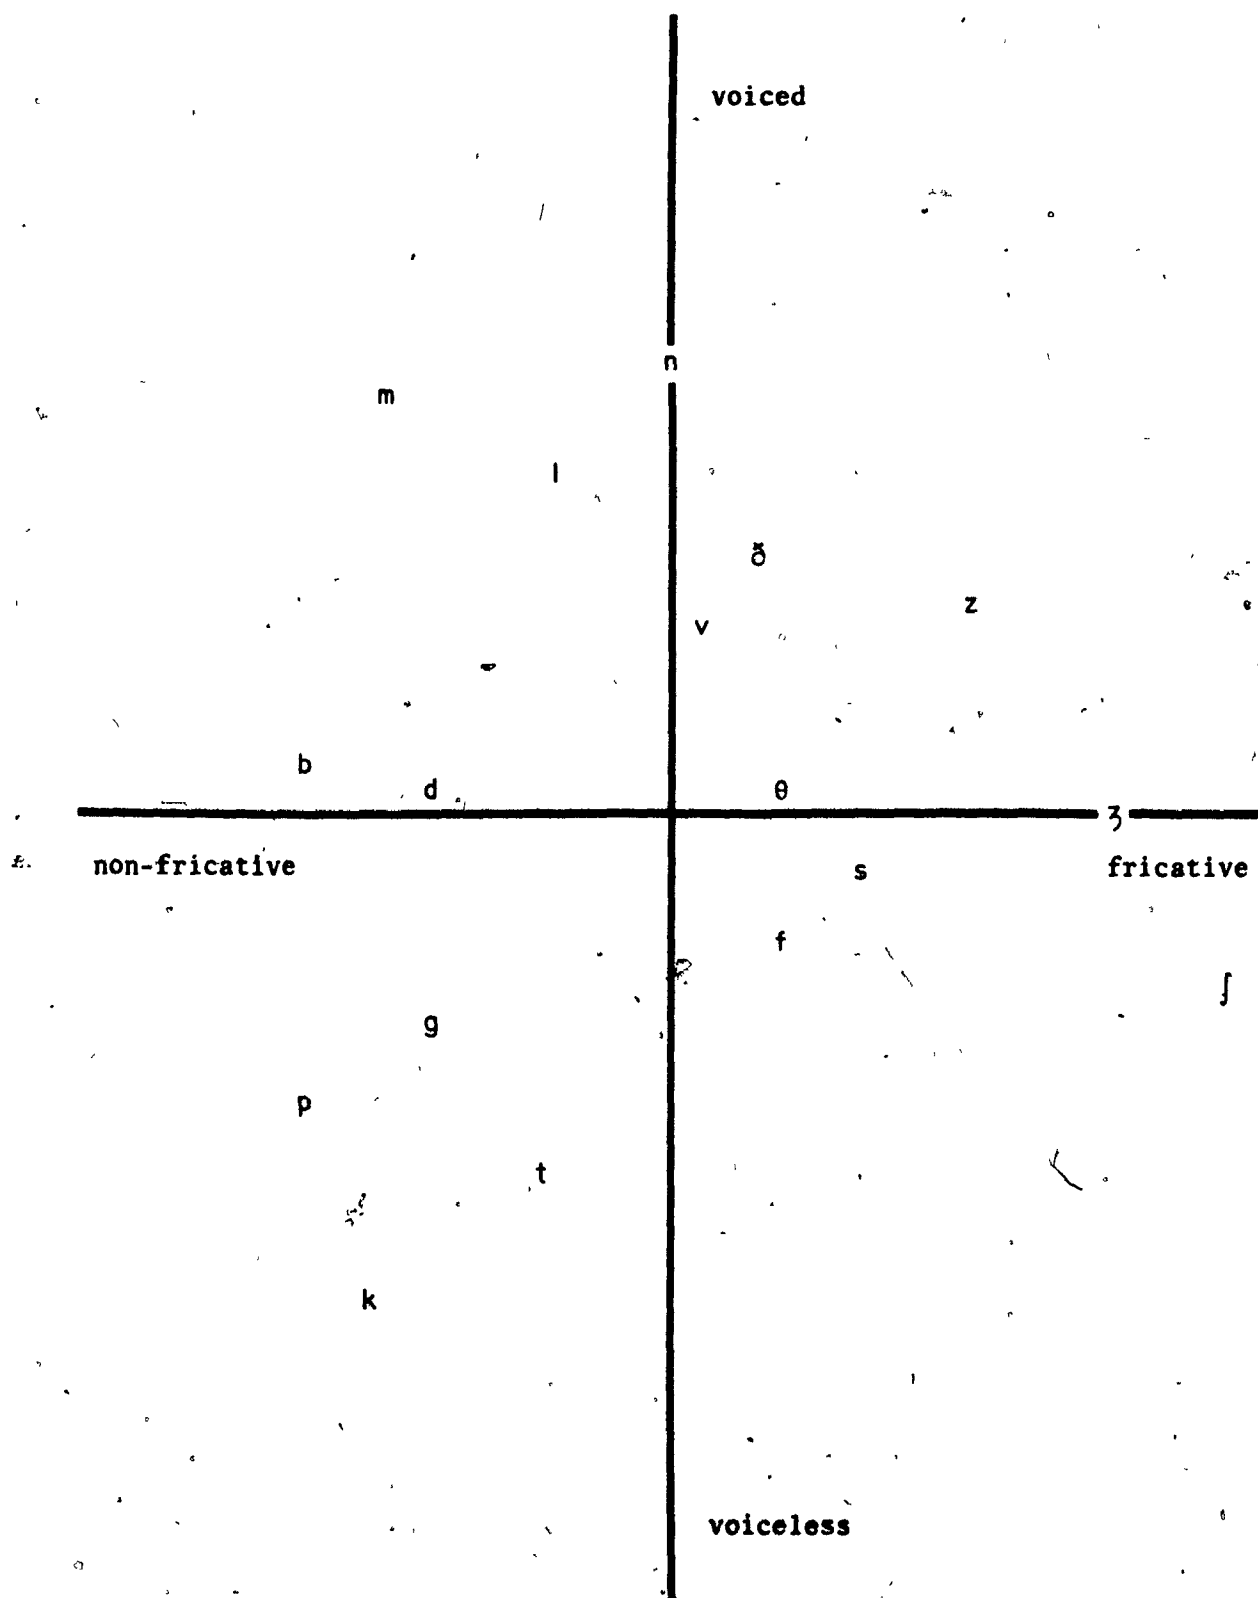 voiced
n
m
l
ð
z
v
b
d
θ
ʒ
non-fricative
fricative
s
f
ʃ
g
p
t
k
voiceless